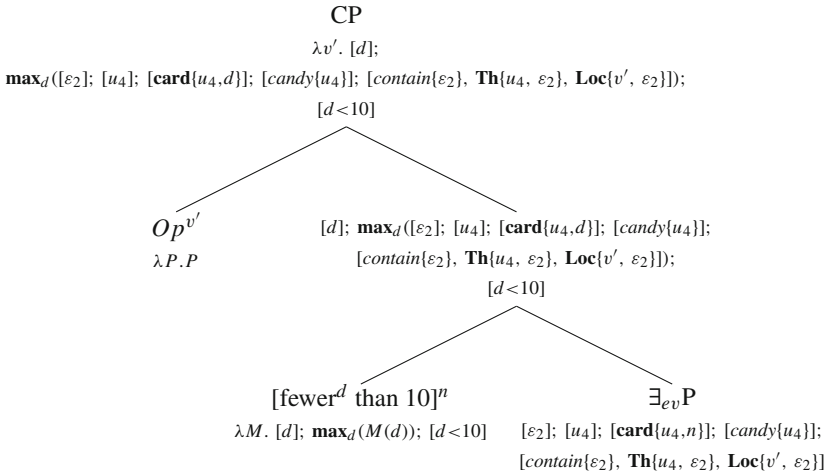 CP
λv′. [d];
max_d([ε₂]; [u₄]; [card{u₄,d}]; [candy{u₄}]; [contain{ε₂}, Th{u₄, ε₂}, Loc{v′, ε₂}]);
[d<10]
Op^v′
λP.P
[d]; max_d([ε₂]; [u₄]; [card{u₄,d}]; [candy{u₄}];
[contain{ε₂}, Th{u₄, ε₂}, Loc{v′, ε₂}]);
[d<10]
[fewer^d than 10]^n
λM. [d]; max_d(M(d)); [d<10]
∃_evP
[ε₂]; [u₄]; [card{u₄,n}]; [candy{u₄}];
[contain{ε₂}, Th{u₄, ε₂}, Loc{v′, ε₂}]